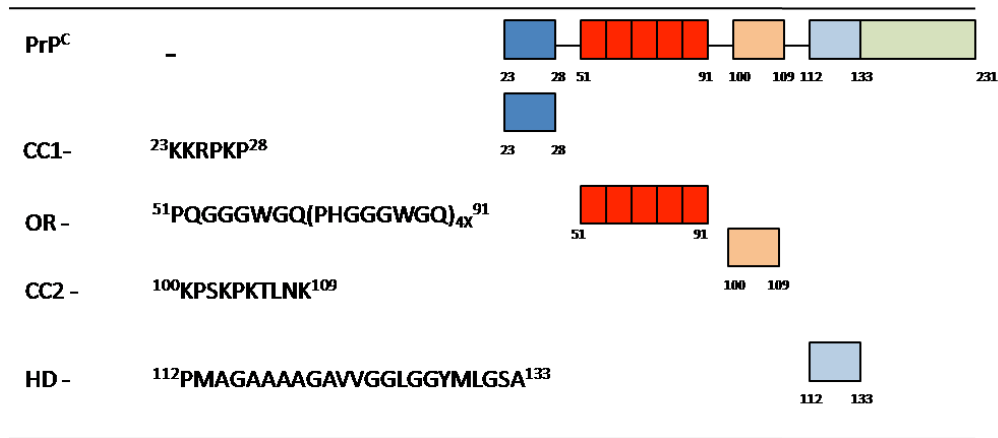 PrPᶜ -
23 28 51 91 100 109 112 133 231
CC1- ²³KKRPKP²⁸
23 28
OR - ⁵¹PQGGGWGQ(PHGGGWGQ)₄ₓ⁹¹
51 91
CC2 - ¹⁰⁰KPSKPKTLNK¹⁰⁹
100 109
HD - ¹¹²PMAGAAAAGAVVGGLGGYMLGSA¹³³
112 133